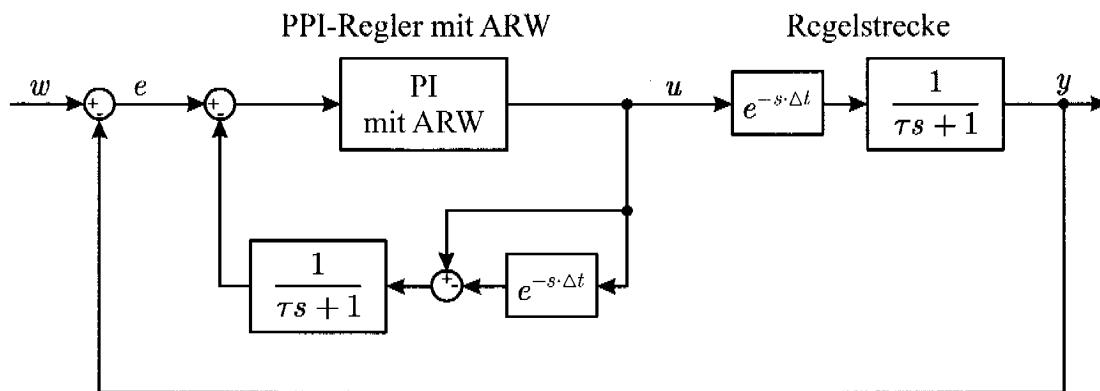 PPI-Regler mit ARW
Regelstrecke
w
+
-
e
+
-
PI
mit ARW
u
e^{-s·Δt}
1
τs + 1
y
1
τs + 1
+
-
e^{-s·Δt}